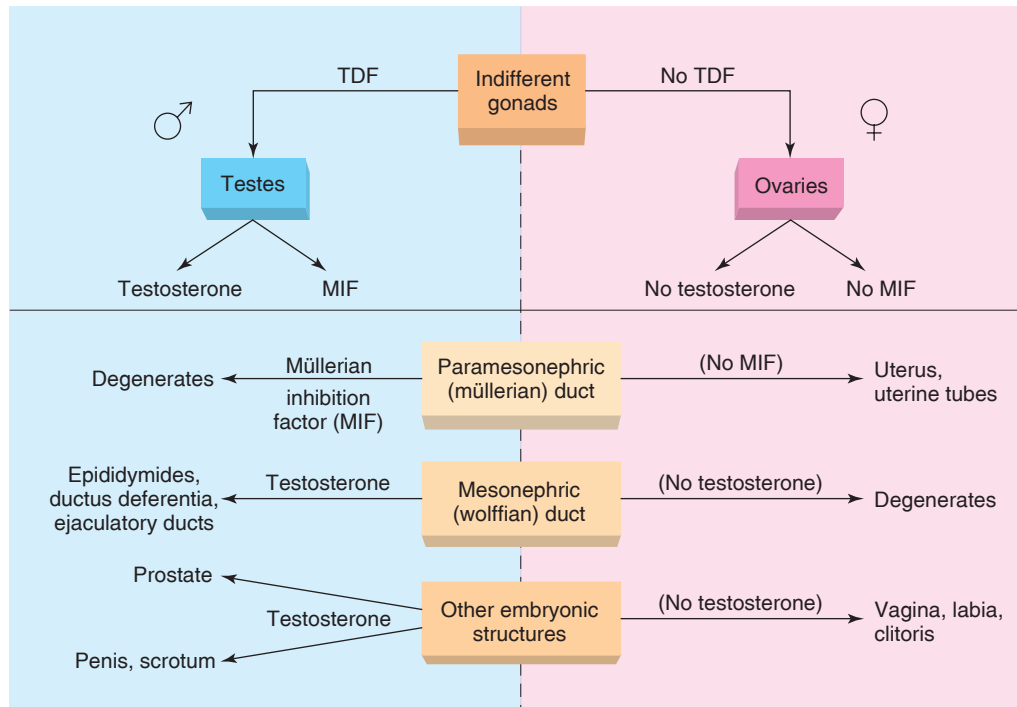 TDF
Indifferent
gonads
No TDF
♂
♀
Testes
Ovaries
Testosterone
MIF
No testosterone
No MIF
Degenerates
Müllerian
inhibition
factor (MIF)
Paramesonephric
(müllerian) duct
(No MIF)
Uterus,
uterine tubes
Epididymides,
ductus deferentia,
ejaculatory ducts
Testosterone
Mesonephric
(wolffian) duct
(No testosterone)
Degenerates
Prostate
Testosterone
Penis, scrotum
Other embryonic
structures
(No testosterone)
Vagina, labia,
clitoris